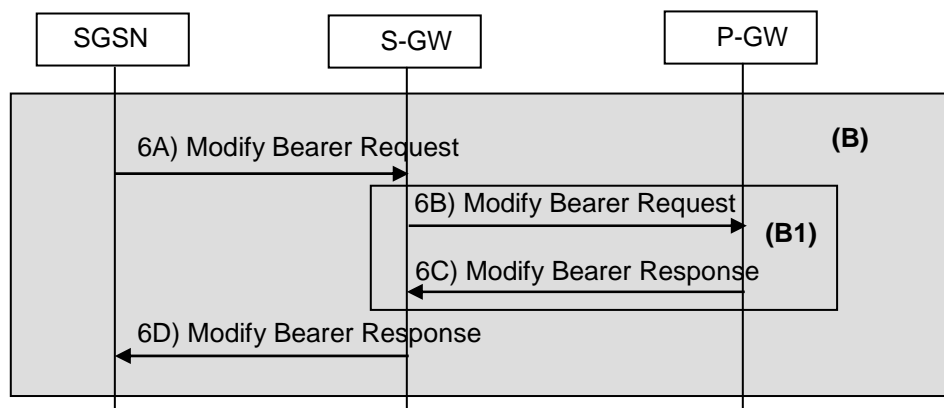 SGSN
S-GW
P-GW
(B)
6A) Modify Bearer Request
6B) Modify Bearer Request
(B1)
6C) Modify Bearer Response
6D) Modify Bearer Response